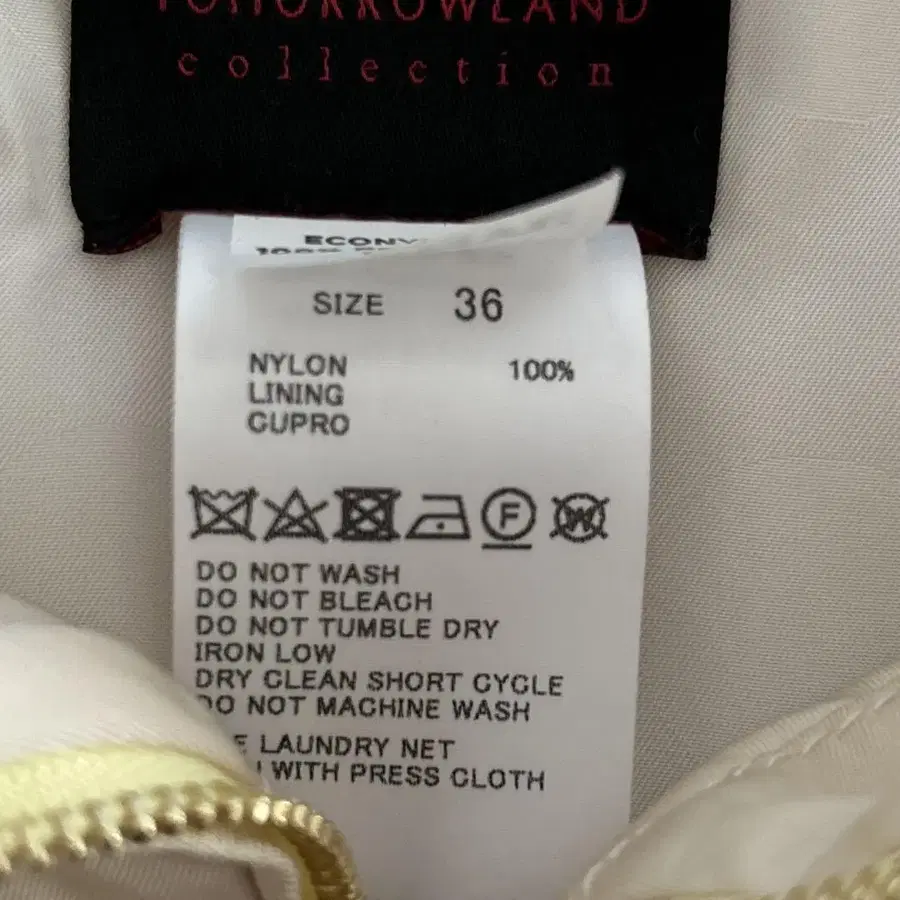 TOMORROWLAND
collection
SIZE 36
NYLON 100%
LINING
CUPRO
F
W
DO NOT WASH
DO NOT BLEACH
DO NOT TUMBLE DRY
IRON LOW
DRY CLEAN SHORT CYCLE
DO NOT MACHINE WASH
LAUNDRY NET
WITH PRESS CLOTH